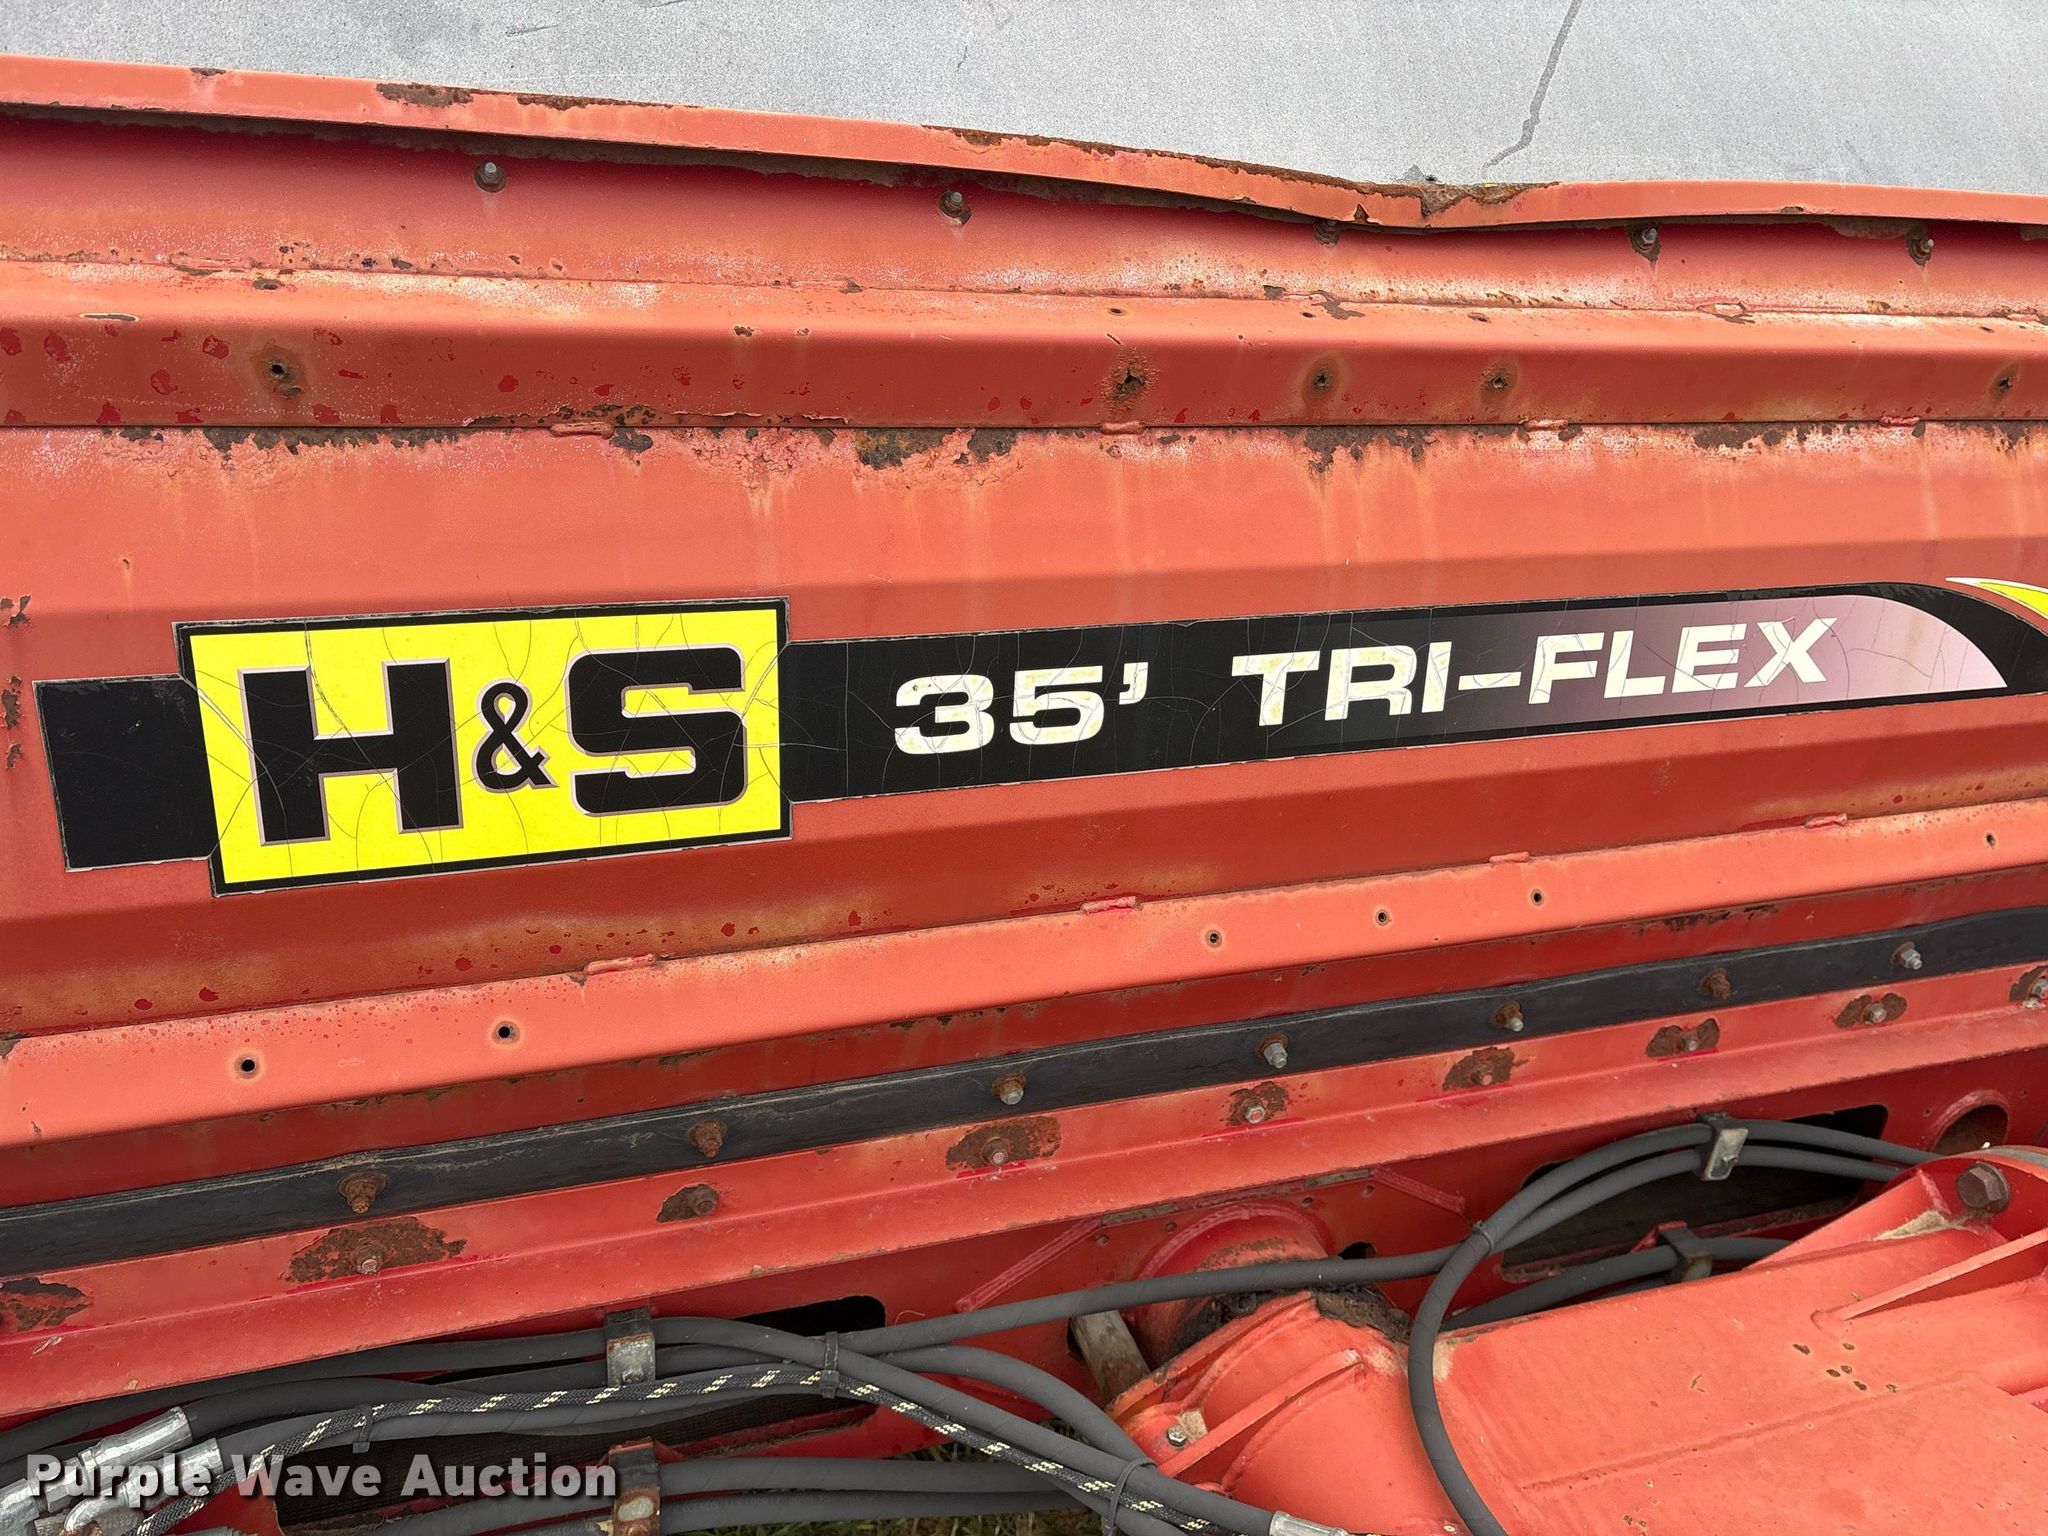 H&S 35' TRI-FLEX
Purple Wave Auction